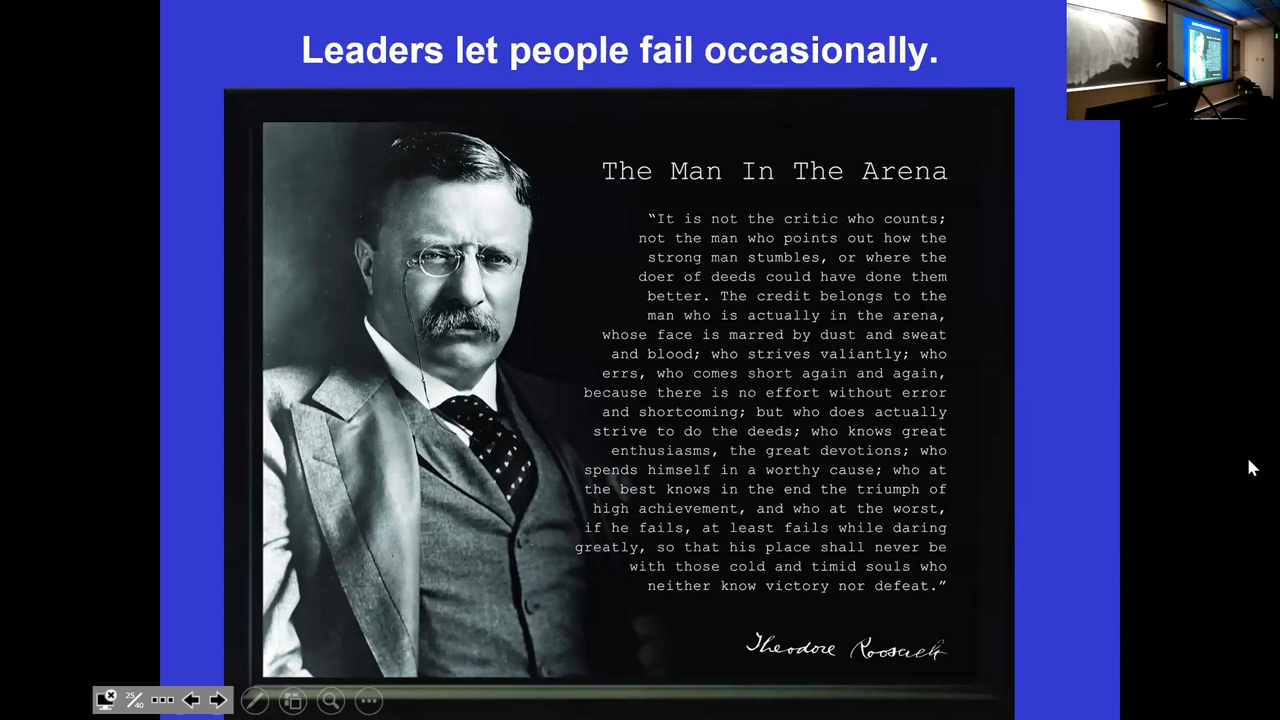 Leaders let people fail occasionally.
The Man In The Arena
“It is not the critic who counts;
not the man who points out how the
strong man stumbles, or where the
doer of deeds could have done them
better. The credit belongs to the
man who is actually in the arena,
whose face is marred by dust and sweat
and blood; who strives valiantly; who
errs, who comes short again and again,
because there is no effort without error
and shortcoming; but who does actually
strive to do the deeds; who knows great
enthusiasms, the great devotions; who
spends himself in a worthy cause; who at
the best knows in the end the triumph of
high achievement, and who at the worst,
if he fails, at least fails while daring
greatly, so that his place shall never be
with those cold and timid souls who
neither know victory nor defeat.”
Theodore Roosevelt
25/40